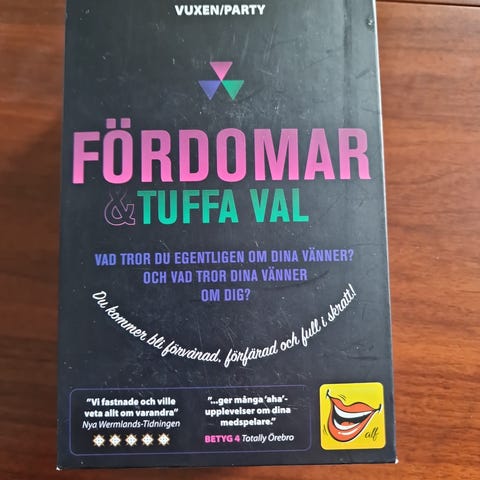 VUXEN/PARTY
FÖRDOMAR
& TUFFA VAL
VAD TROR DU EGENTLIGEN OM DINA VÄNNER?
OCH VAD TROR DINA VÄNNER
OM DIG?
Du kommer bli förvånad, förfärad och full i skratt!
"Vi fastnade och ville
veta allt om varandra"
Nya Wermlands-Tidningen
"...ger många 'aha'-
upplevelser om dina
medspelare."
BETYG 4 Totally Örebro
alf